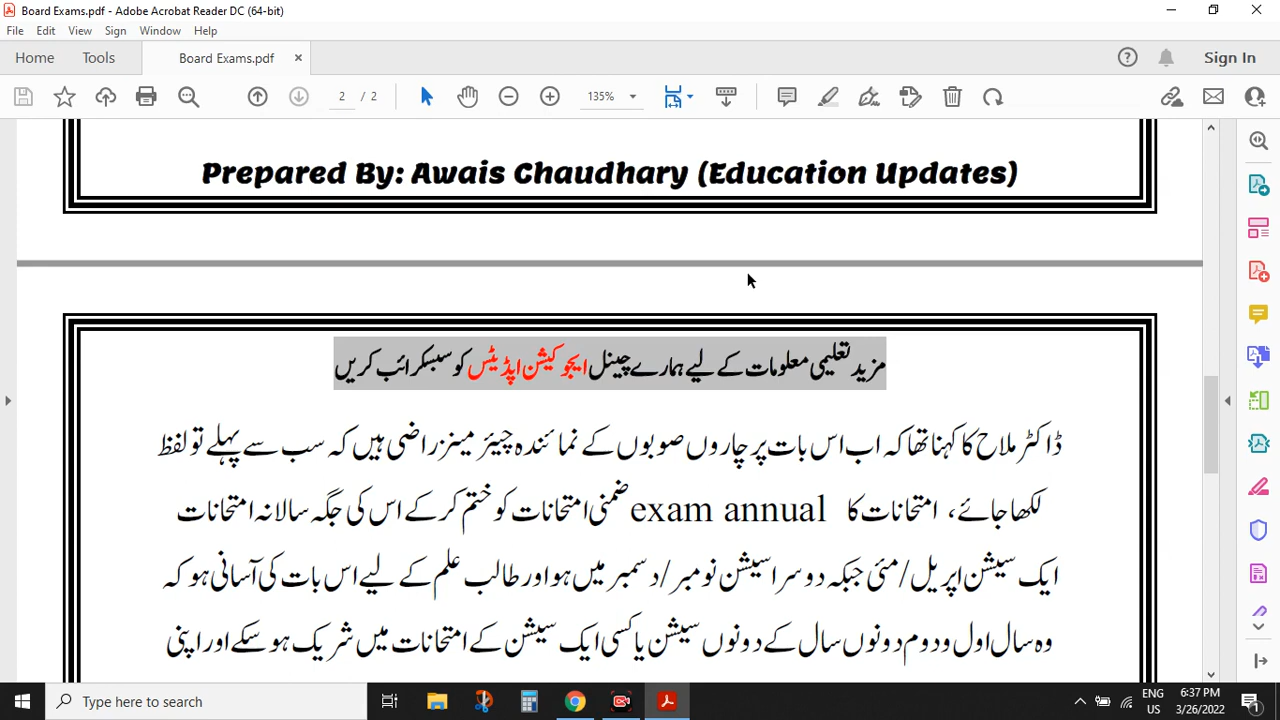 Board Exams.pdf - Adobe Acrobat Reader DC (64-bit)
File Edit View Sign Window Help
Home Tools Board Exams.pdf × Sign In
2 / 2 135%
Prepared By: Awais Chaudhary (Education Updates)
مزید تعلیمی معلومات کے لیے ہمارے چینل ایجوکیشن اپڈیٹس کو سبسکرائب کریں
ڈاکٹر ملاح کا کہنا تھا کہ اب اس بات پر چاروں صوبوں کے نمائندہ چیئرمینز راضی ہیں کہ سب سے پہلے تو لفظ
لکھا جائے، امتحانات کا exam annual ضمنی امتحانات کو ختم کر کے اس کی جگہ سالانہ امتحانات
ایک سیشن اپریل/مئی جبکہ دوسرا سیشن نومبر/دسمبر میں ہو اور طالب علم کے لیے اس بات کی آسانی ہو کہ
وہ سال اول و دوم دونوں سال کے دونوں سیشن یا کسی ایک سیشن کے امتحانات میں شریک ہو سکے اور اپنی
Type here to search
ENG
US
6:37 PM
3/26/2022
1